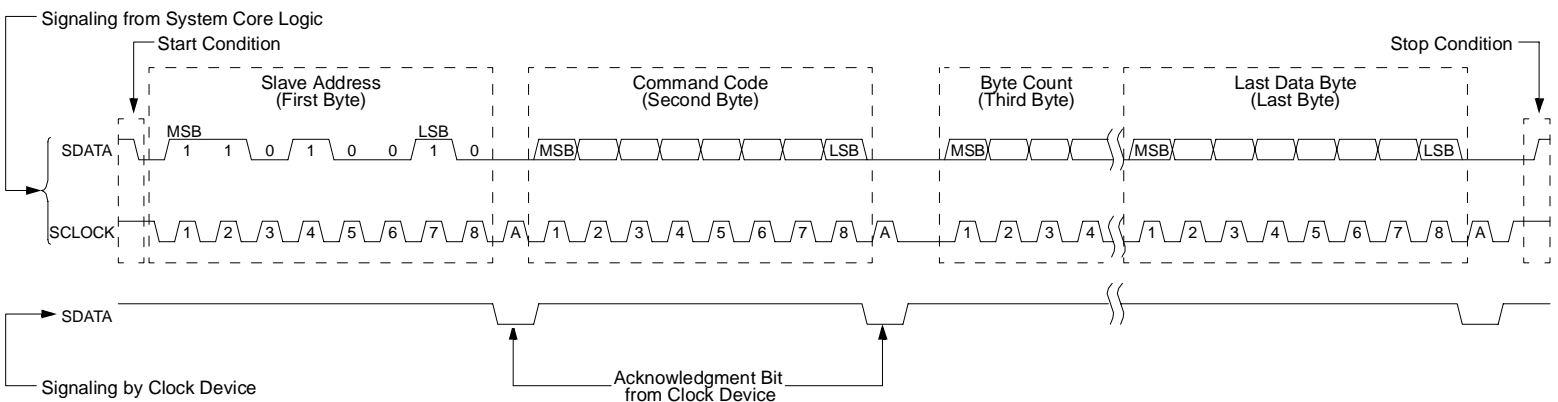 Signaling from System Core Logic
Start Condition
Stop Condition
Slave Address
(First Byte)
Command Code
(Second Byte)
Byte Count
(Third Byte)
Last Data Byte
(Last Byte)
MSB
LSB
SDATA
1 1 0 1 0 0 1 0
MSB
LSB
MSB
MSB
LSB
SCLOCK
1 2 3 4 5 6 7 8 A 1 2 3 4 5 6 7 8 A 1 2 3 4 1 2 3 4 5 6 7 8 A
SDATA
Signaling by Clock Device
Acknowledgment Bit
from Clock Device